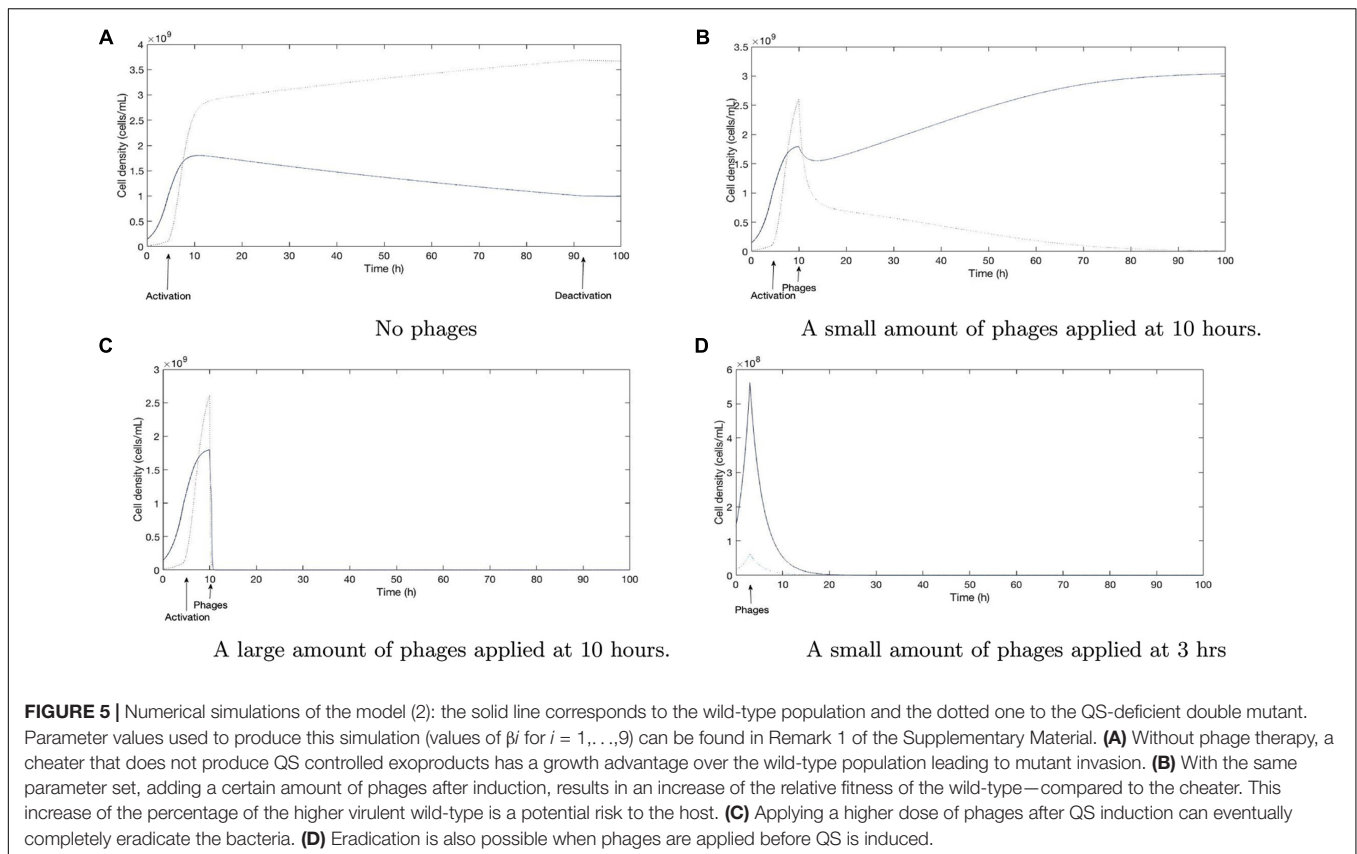 A
×10⁹
4
3.5
3
2.5
2
1.5
1
0.5
0
Cell density (cells/mL)
0 10 20 30 40 50 60 70 80 90 100
Time (h)
Activation
Deactivation
No phages
B
×10⁹
3.5
3
2.5
2
1.5
1
0.5
0
Cell density (cells/mL)
0 10 20 30 40 50 60 70 80 90 100
Time (h)
Phages
Activation
A small amount of phages applied at 10 hours.
C
×10⁹
3
2.5
2
1.5
1
0.5
0
Cell density (cells/mL)
0 10 20 30 40 50 60 70 80 90 100
Time (h)
Phages
Activation
A large amount of phages applied at 10 hours.
D
×10⁸
6
5
4
3
2
1
0
Cell density (cells/mL)
0 10 20 30 40 50 60 70 80 90 100
Time (h)
Phages
A small amount of phages applied at 3 hrs
FIGURE 5 | Numerical simulations of the model (2): the solid line corresponds to the wild-type population and the dotted one to the QS-deficient double mutant.
Parameter values used to produce this simulation (values of βi for i = 1,...,9) can be found in Remark 1 of the Supplementary Material. (A) Without phage therapy, a
cheater that does not produce QS controlled exoproducts has a growth advantage over the wild-type population leading to mutant invasion. (B) With the same
parameter set, adding a certain amount of phages after induction, results in an increase of the relative fitness of the wild-type—compared to the cheater. This
increase of the percentage of the higher virulent wild-type is a potential risk to the host. (C) Applying a higher dose of phages after QS induction can eventually
completely eradicate the bacteria. (D) Eradication is also possible when phages are applied before QS is induced.